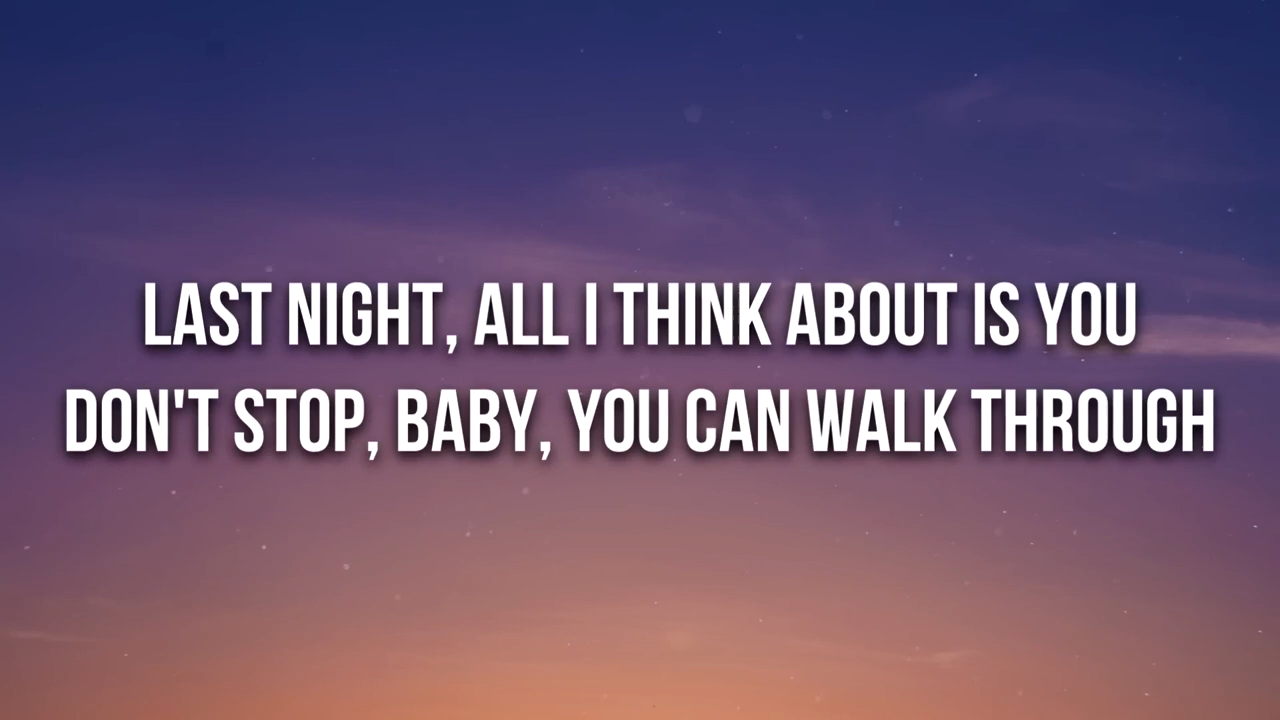 LAST NIGHT, ALL I THINK ABOUT IS YOU
DON'T STOP, BABY, YOU CAN WALK THROUGH